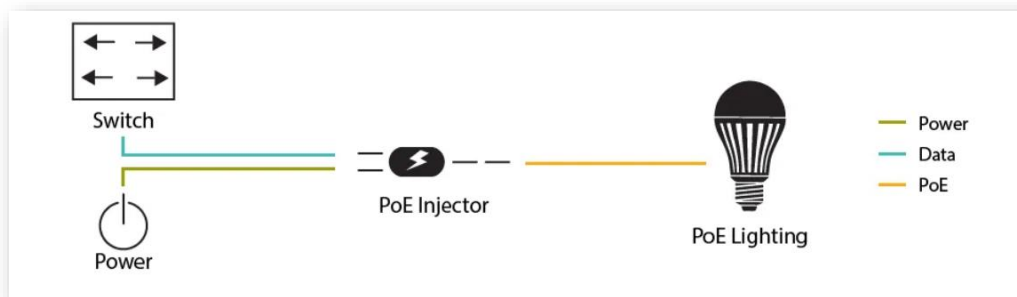 Switch
Power
PoE Injector
PoE Lighting
Power
Data
PoE